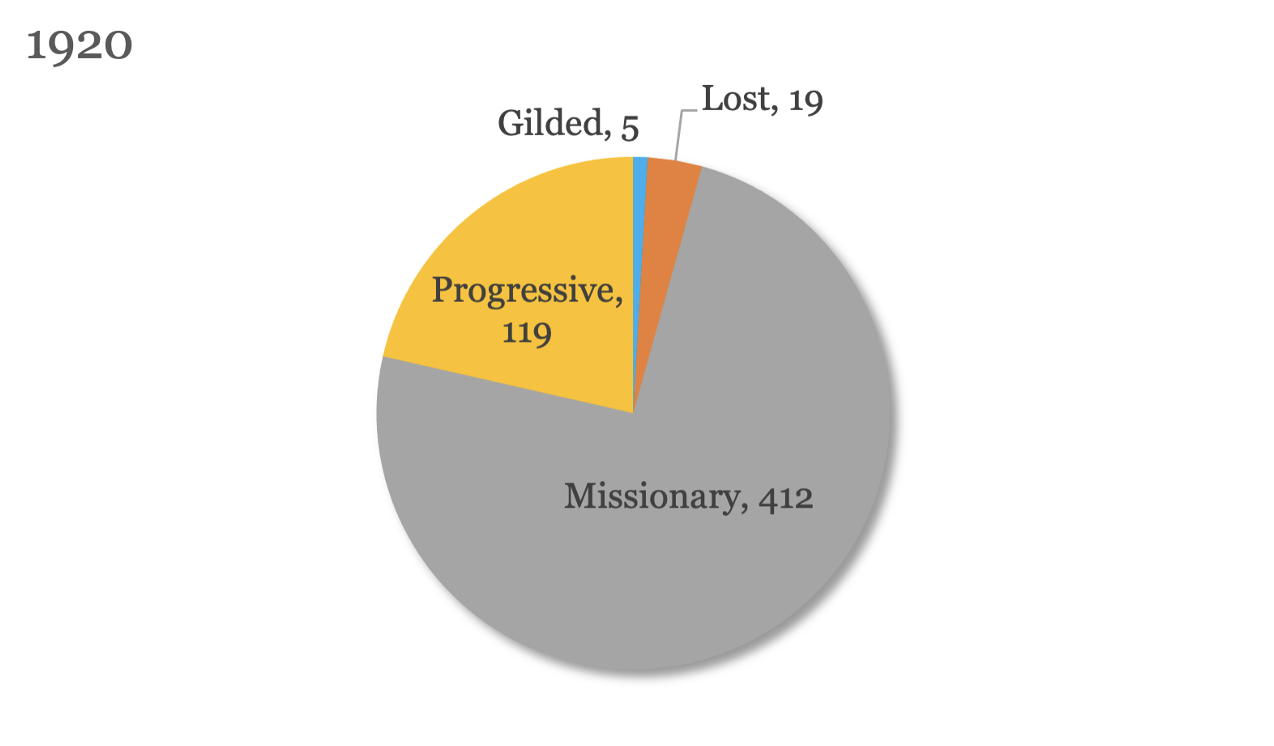 1920
Lost, 19
Gilded, 5
Progressive,
119
Missionary, 412